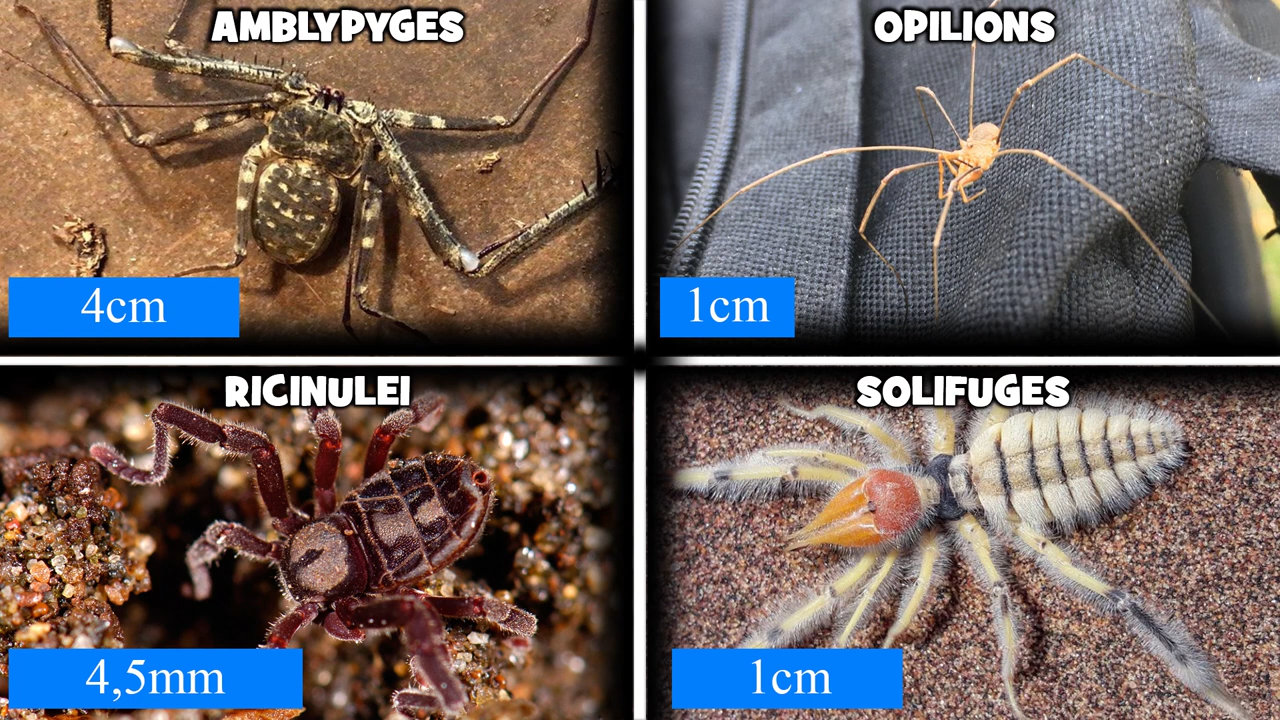 AMBLYPYGES
OPILIONS
4cm
1cm
RICINULEI
SOLIFUGES
4,5mm
1cm